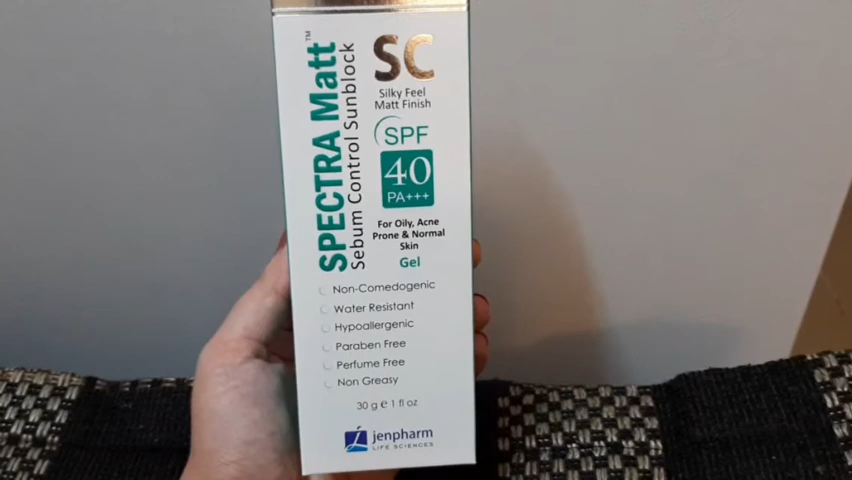 SPECTRA Matt™
Sebum Control Sunblock
SC
Silky Feel
Matt Finish
SPF
40
PA+++
For Oily, Acne
Prone & Normal
Skin
Gel
Non-Comedogenic
Water Resistant
Hypoallergenic
Paraben Free
Perfume Free
Non Greasy
30 g e 1 fl oz
jenpharm
LIFE SCIENCES